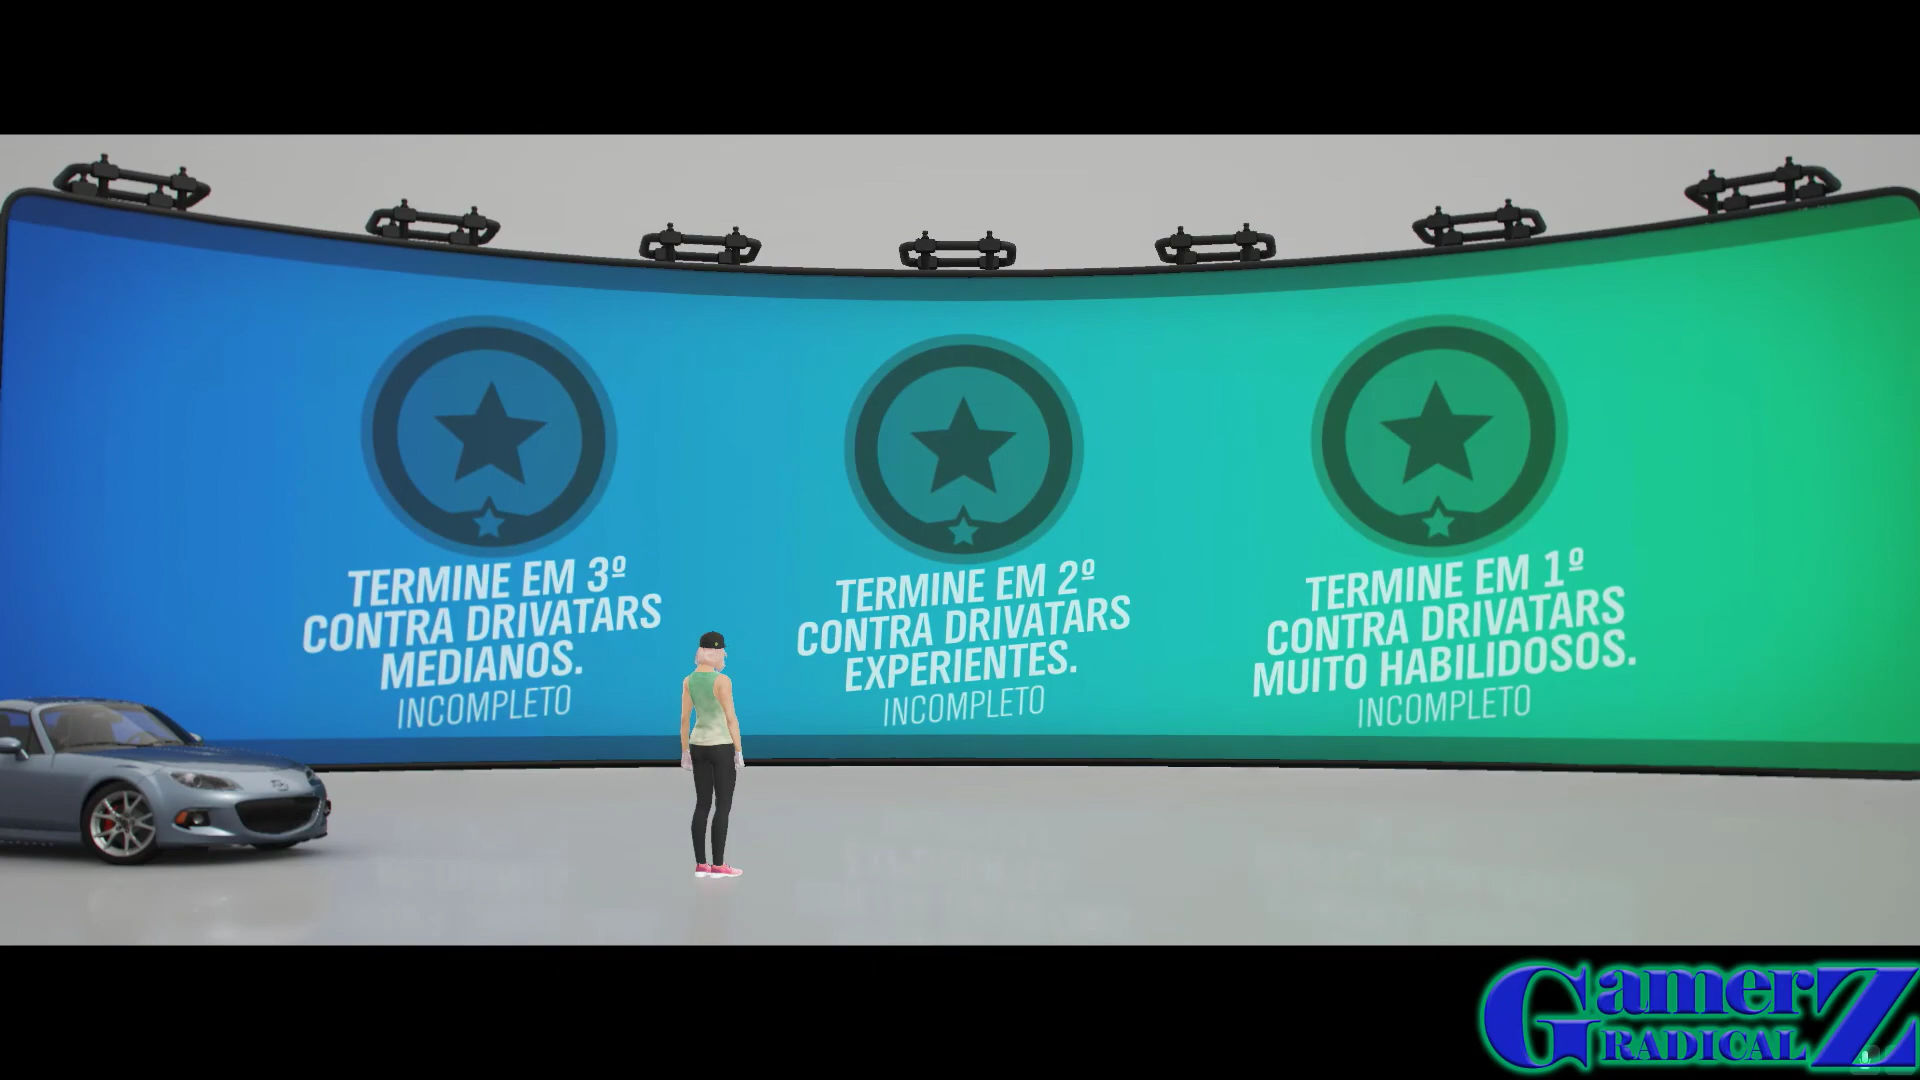 TERMINE EM 3º
CONTRA DRIVATARS
MEDIANOS.
INCOMPLETO
TERMINE EM 2º
CONTRA DRIVATARS
EXPERIENTES.
INCOMPLETO
TERMINE EM 1º
CONTRA DRIVATARS
MUITO HABILIDOSOS.
INCOMPLETO
GamerZ
RADICAL